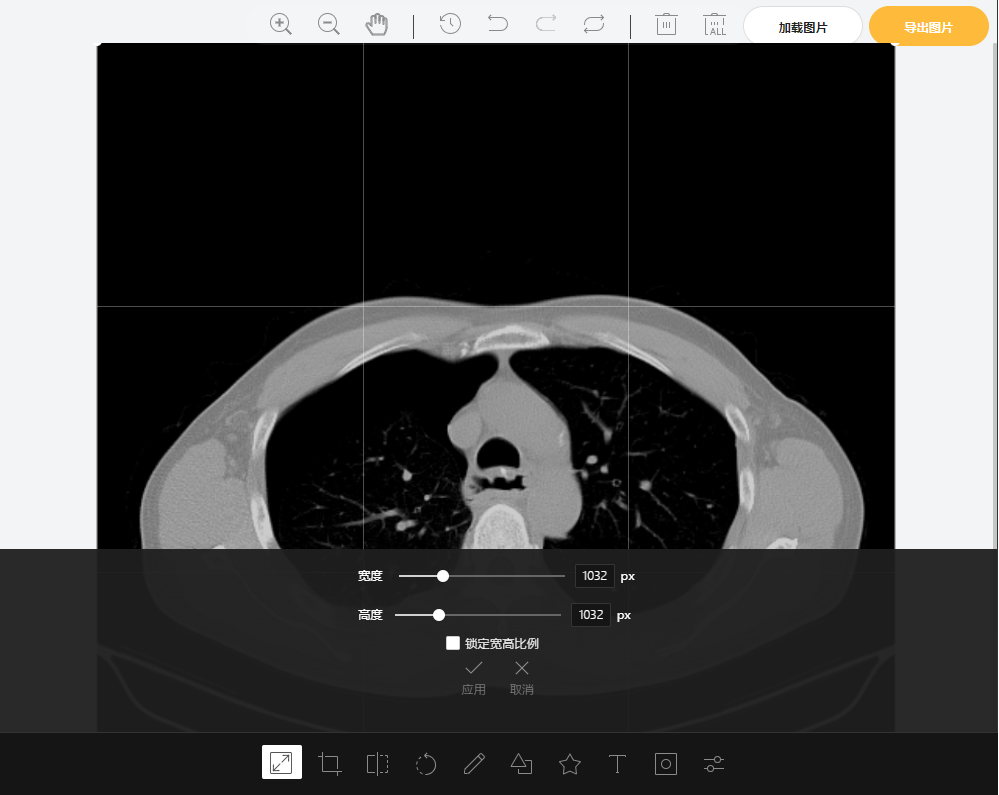 ALL
加载图片
导出图片
宽度 1032 px
高度 1032 px
锁定宽高比例
应用 取消